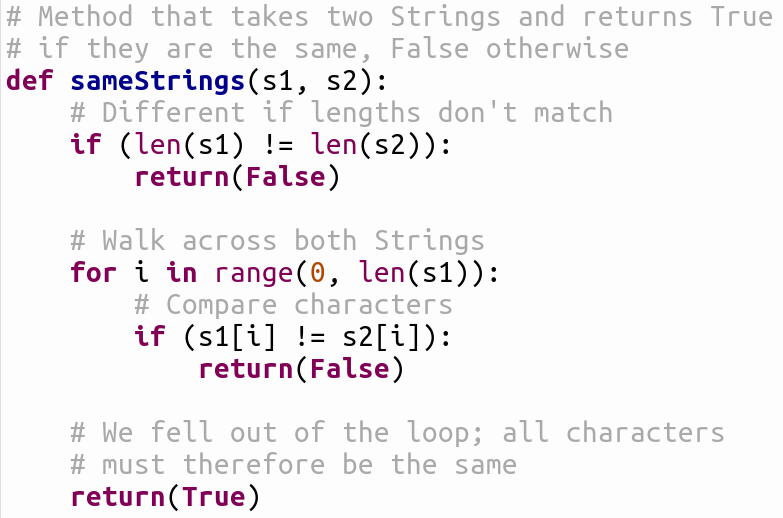 # Method that takes two Strings and returns True
# if they are the same, False otherwise
def sameStrings(s1, s2):
    # Different if lengths don't match
    if (len(s1) != len(s2)):
        return(False)

    # Walk across both Strings
    for i in range(0, len(s1)):
        # Compare characters
        if (s1[i] != s2[i]):
            return(False)

    # We fell out of the loop; all characters
    # must therefore be the same
    return(True)